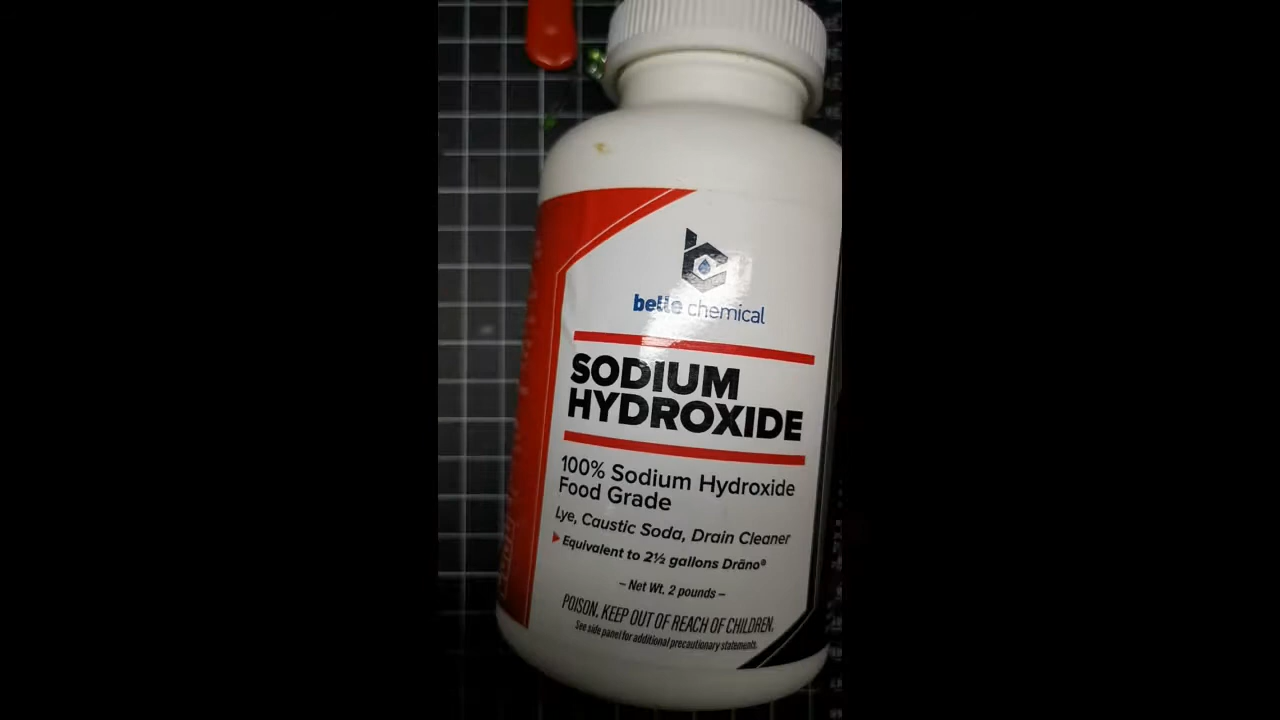 belle chemical
SODIUM
HYDROXIDE
100% Sodium Hydroxide
Food Grade
Lye, Caustic Soda, Drain Cleaner
Equivalent to 2½ gallons Dräno®
– Net Wt. 2 pounds –
POISON. KEEP OUT OF REACH OF CHILDREN.
See side panel for additional precautionary statements.